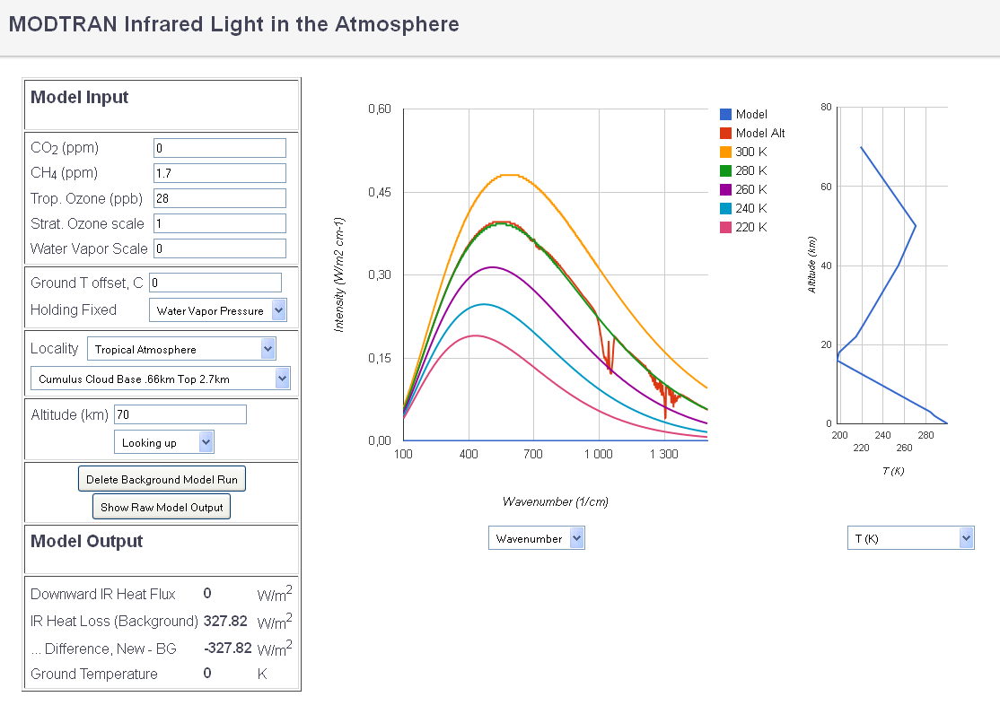 MODTRAN Infrared Light in the Atmosphere
Model Input
CO2 (ppm) 0
CH4 (ppm) 1.7
Trop. Ozone (ppb) 28
Strat. Ozone scale 1
Water Vapor Scale 0
Ground T offset, C 0
Holding Fixed Water Vapor Pressure
Locality Tropical Atmosphere
Cumulus Cloud Base .66km Top 2.7km
Altitude (km) 70
Looking up
Delete Background Model Run
Show Raw Model Output
Model Output
Downward IR Heat Flux 0 W/m2
IR Heat Loss (Background) 327.82 W/m2
... Difference, New - BG -327.82 W/m2
Ground Temperature 0 K
Intensity (W/m2 cm-1)
0,60
0,45
0,30
0,15
0,00
100 400 700 1 000 1 300
Wavenumber (1/cm)
Wavenumber
Model
Model Alt
300 K
280 K
260 K
240 K
220 K
Altitude (km)
80
60
40
20
0
200 240 280
220 260
T (K)
T (K)